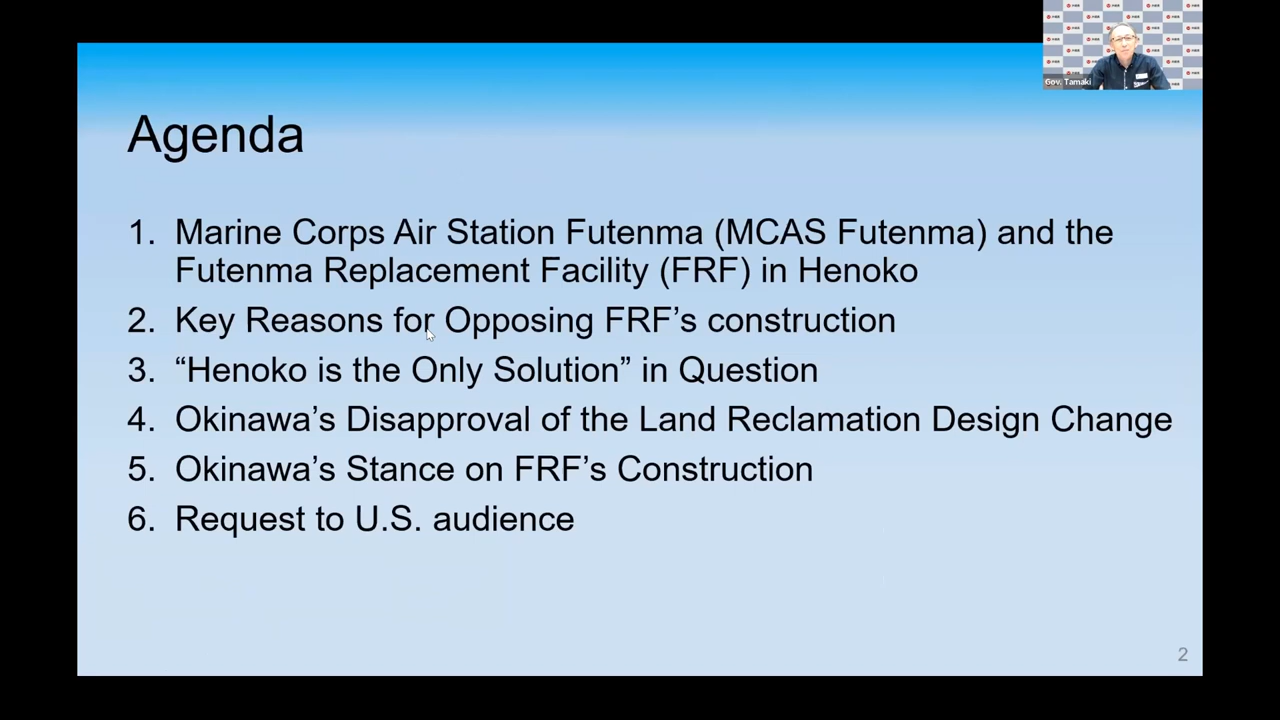 Gov. Tamaki
Agenda
1. Marine Corps Air Station Futenma (MCAS Futenma) and the
Futenma Replacement Facility (FRF) in Henoko
2. Key Reasons for Opposing FRF’s construction
3. “Henoko is the Only Solution” in Question
4. Okinawa’s Disapproval of the Land Reclamation Design Change
5. Okinawa’s Stance on FRF’s Construction
6. Request to U.S. audience
2